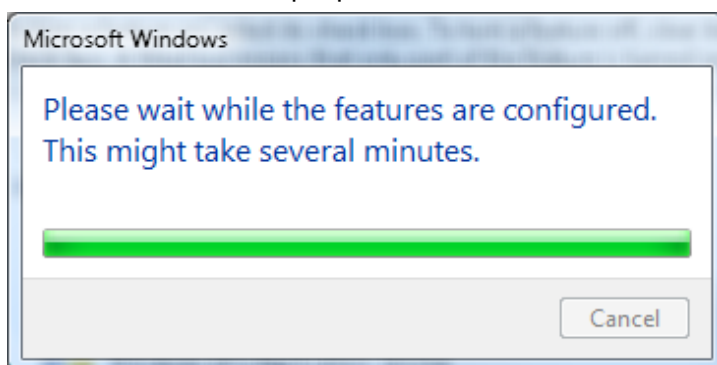 Microsoft Windows
Please wait while the features are configured.
This might take several minutes.
Cancel